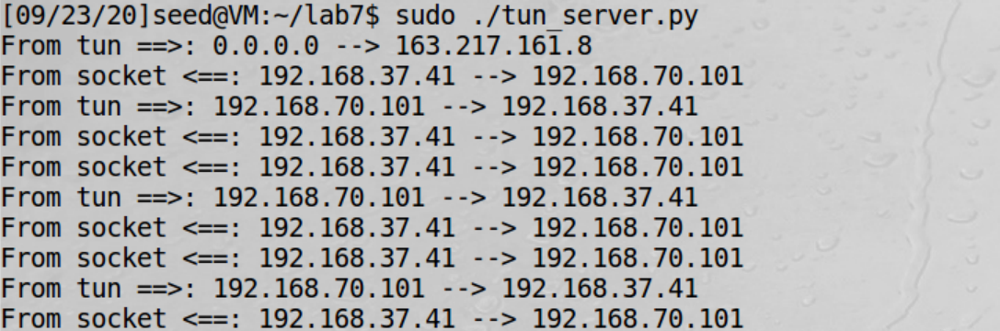 [09/23/20]seed@VM:~/lab7$ sudo ./tun_server.py
From tun ==>: 0.0.0.0 --> 163.217.161.8
From socket <==: 192.168.37.41 --> 192.168.70.101
From tun ==>: 192.168.70.101 --> 192.168.37.41
From socket <==: 192.168.37.41 --> 192.168.70.101
From socket <==: 192.168.37.41 --> 192.168.70.101
From tun ==>: 192.168.70.101 --> 192.168.37.41
From socket <==: 192.168.37.41 --> 192.168.70.101
From socket <==: 192.168.37.41 --> 192.168.70.101
From tun ==>: 192.168.70.101 --> 192.168.37.41
From socket <==: 192.168.37.41 --> 192.168.70.101